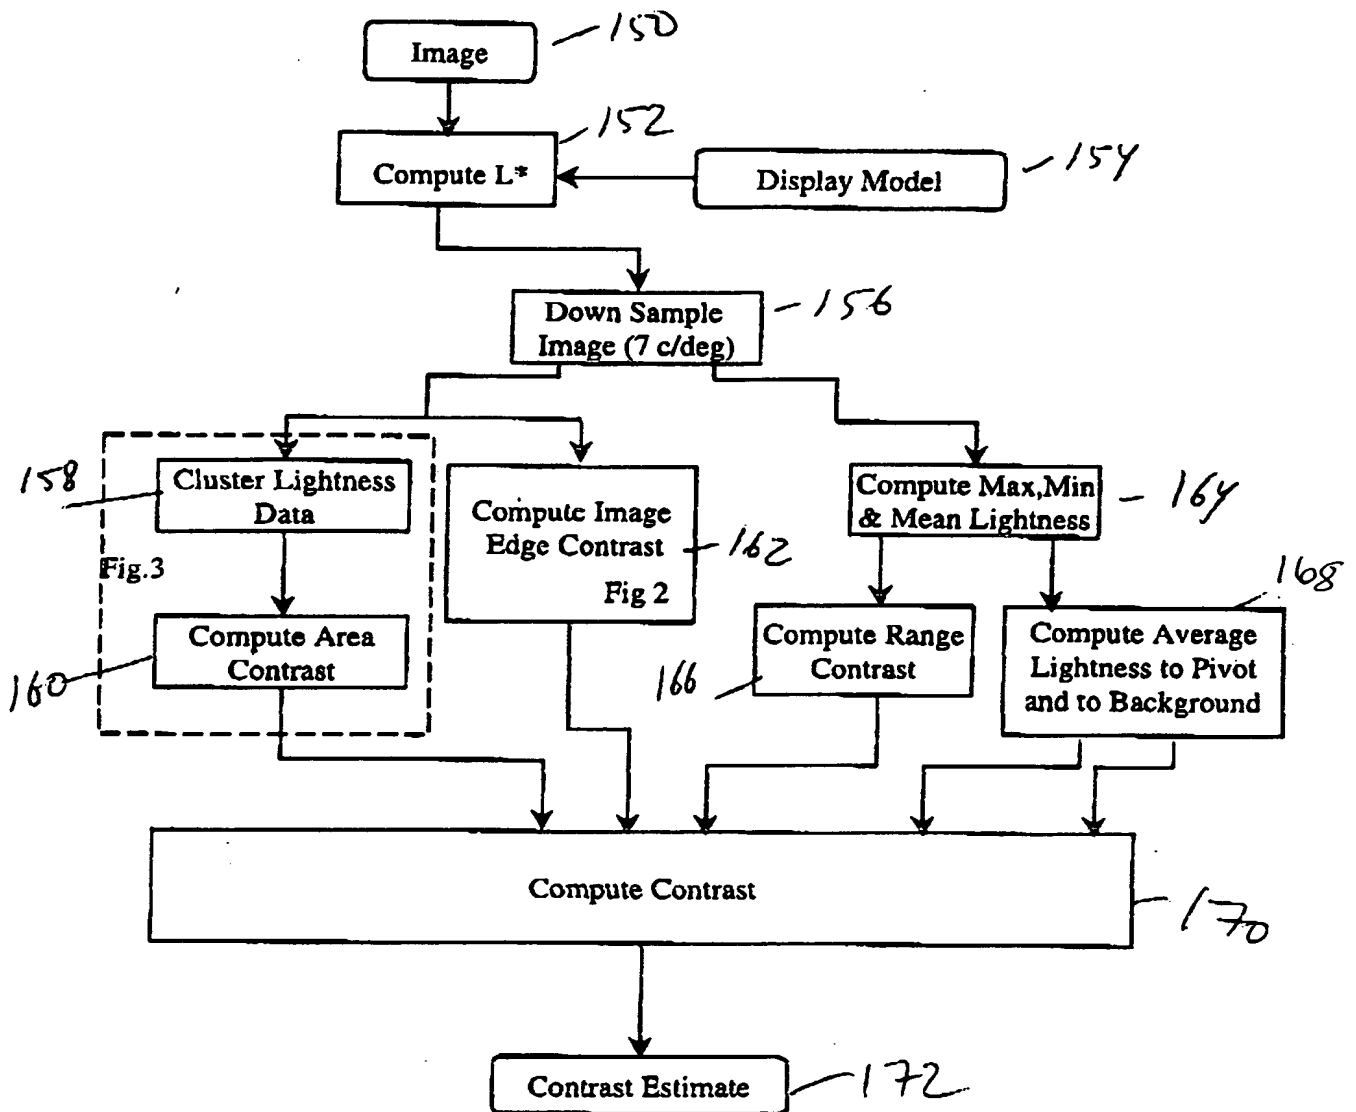 Image
150
152
Compute L*
Display Model
154
Down Sample
Image (7 c/deg)
156
158
Cluster Lightness
Data
Fig.3
Compute Area
Contrast
160
Compute Image
Edge Contrast
162
Fig 2
Compute Max,Min
& Mean Lightness
164
Compute Range
Contrast
166
168
Compute Average
Lightness to Pivot
and to Background
Compute Contrast
170
Contrast Estimate
172